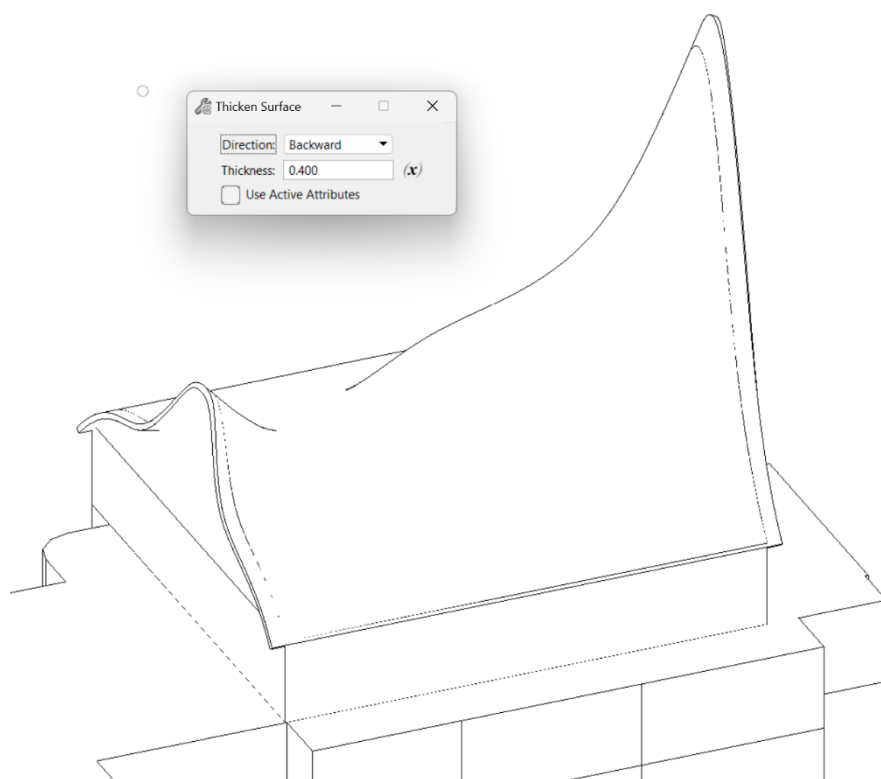 Thicken Surface
Direction: Backward
Thickness: 0.400 (x)
Use Active Attributes